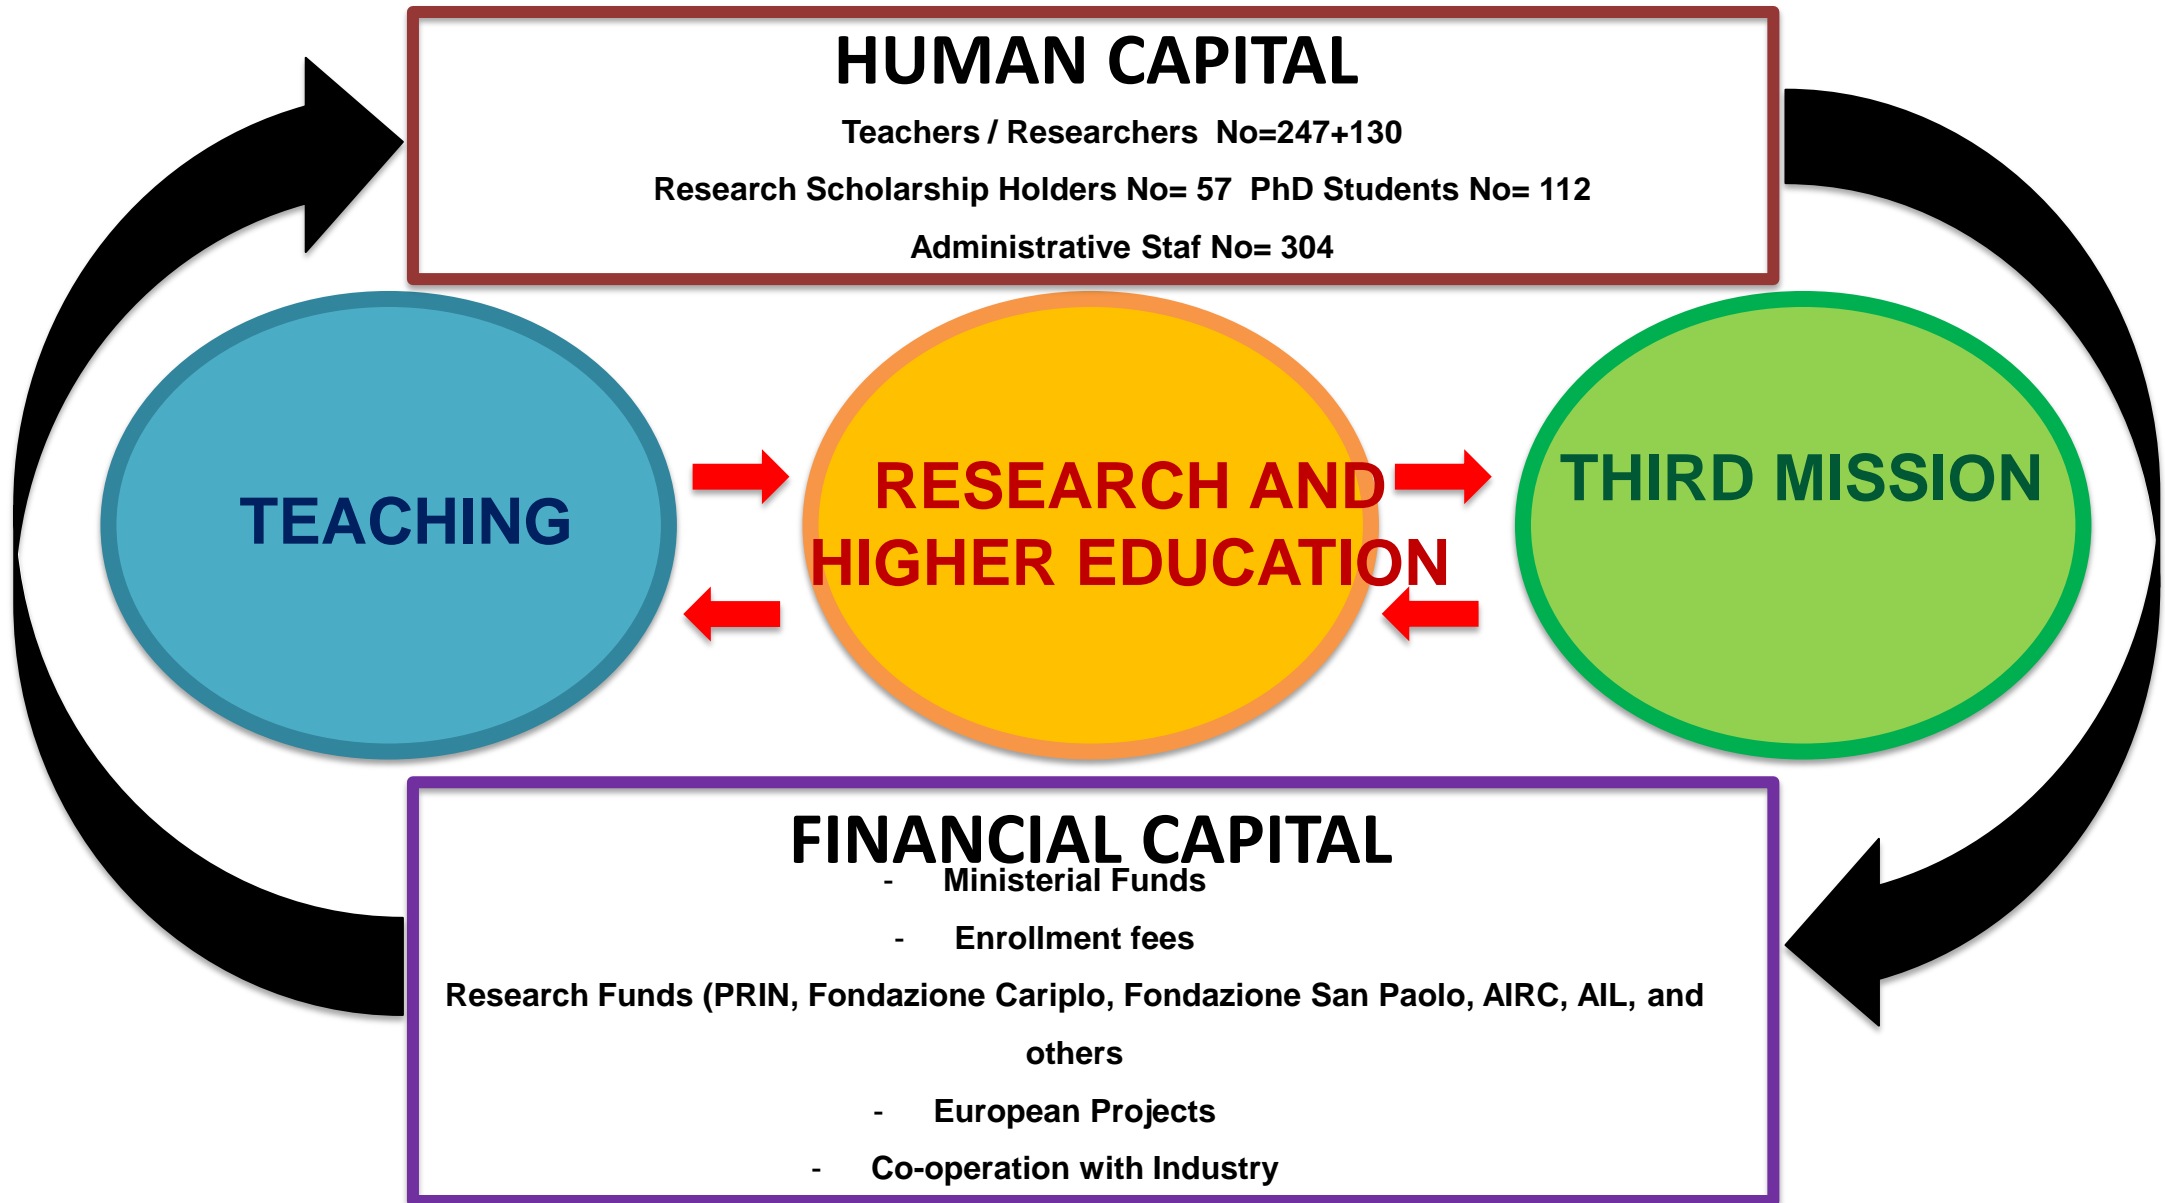 HUMAN CAPITAL
Teachers / Researchers No=247+130
Research Scholarship Holders No= 57 PhD Students No= 112
Administrative Staf No= 304
TEACHING
RESEARCH AND
HIGHER EDUCATION
THIRD MISSION
FINANCIAL CAPITAL
- Ministerial Funds
- Enrollment fees
Research Funds (PRIN, Fondazione Cariplo, Fondazione San Paolo, AIRC, AIL, and
others
- European Projects
- Co-operation with Industry